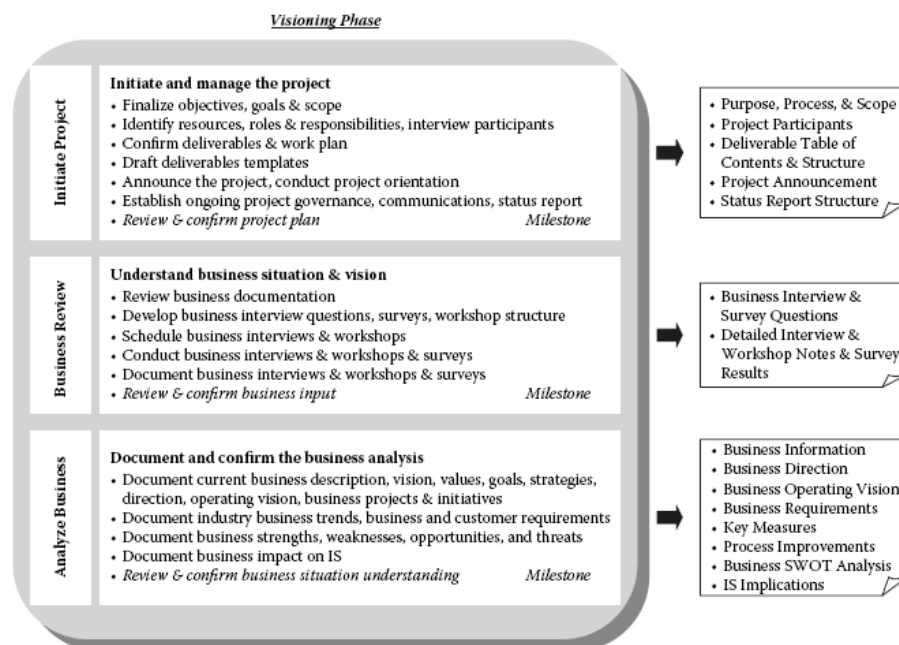 Visioning Phase
Initiate Project
Initiate and manage the project
• Finalize objectives, goals & scope
• Identify resources, roles & responsibilities, interview participants
• Confirm deliverables & work plan
• Draft deliverables templates
• Announce the project, conduct project orientation
• Establish ongoing project governance, communications, status report
• Review & confirm project plan Milestone
• Purpose, Process, & Scope
• Project Participants
• Deliverable Table of
Contents & Structure
• Project Announcement
• Status Report Structure
Business Review
Understand business situation & vision
• Review business documentation
• Develop business interview questions, surveys, workshop structure
• Schedule business interviews & workshops
• Conduct business interviews & workshops & surveys
• Document business interviews & workshops & surveys
• Review & confirm business input Milestone
• Business Interview &
Survey Questions
• Detailed Interview &
Workshop Notes & Survey
Results
Analyze Business
Document and confirm the business analysis
• Document current business description, vision, values, goals, strategies,
direction, operating vision, business projects & initiatives
• Document industry business trends, business and customer requirements
• Document business strengths, weaknesses, opportunities, and threats
• Document business impact on IS
• Review & confirm business situation understanding Milestone
• Business Information
• Business Direction
• Business Operating Vision
• Business Requirements
• Key Measures
• Process Improvements
• Business SWOT Analysis
• IS Implications